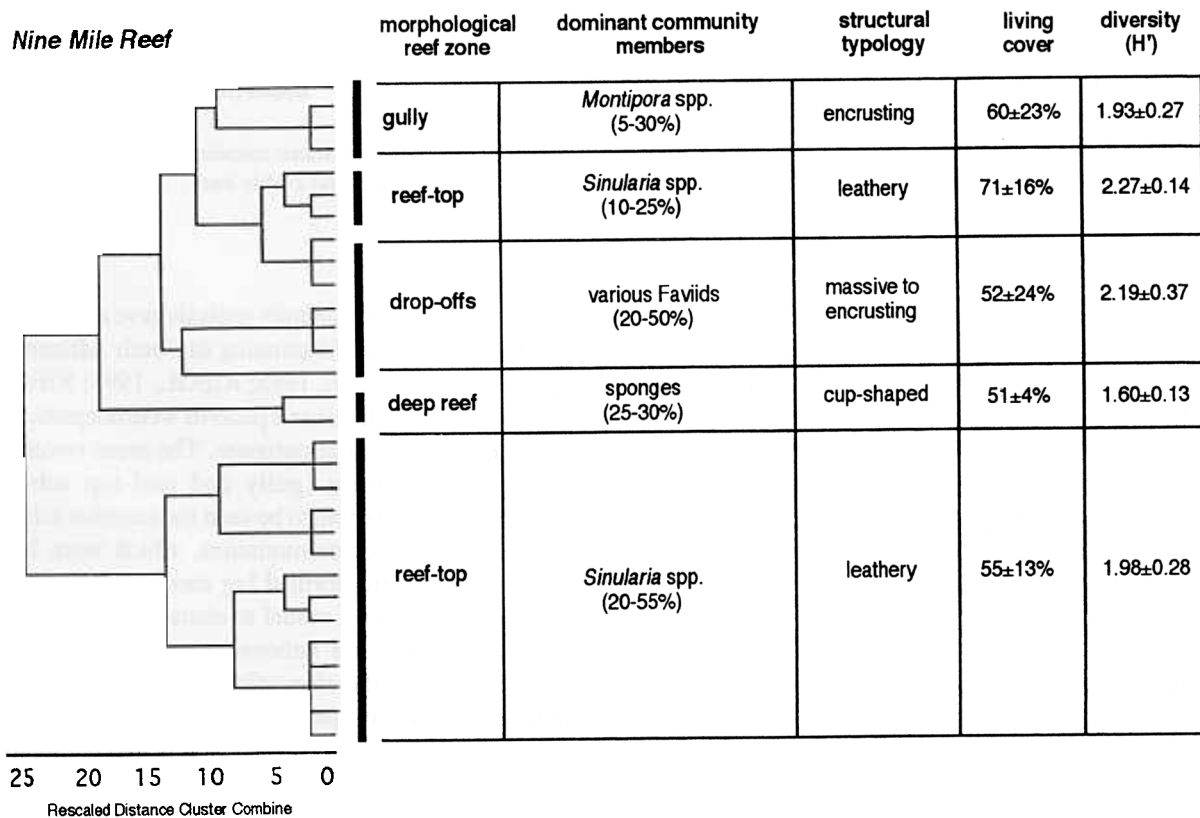 Nine Mile Reef
morphological reef zone
dominant community members
structural typology
living cover
diversity (H')
gully
Montipora spp.
(5-30%)
encrusting
60±23%
1.93±0.27
reef-top
Sinularia spp.
(10-25%)
leathery
71±16%
2.27±0.14
drop-offs
various Faviids
(20-50%)
massive to
encrusting
52±24%
2.19±0.37
deep reef
sponges
(25-30%)
cup-shaped
51±4%
1.60±0.13
reef-top
Sinularia spp.
(20-55%)
leathery
55±13%
1.98±0.28
25 20 15 10 5 0
Rescaled Distance Cluster Combine